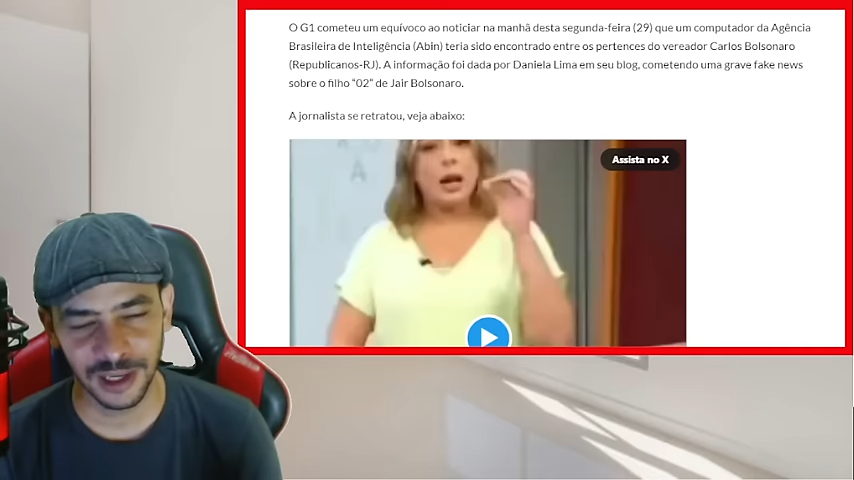 O G1 cometeu um equívoco ao noticiar na manhã desta segunda-feira (29) que um computador da Agência
Brasileira de Inteligência (Abin) teria sido encontrado entre os pertences do vereador Carlos Bolsonaro
(Republicanos-RJ). A informação foi dada por Daniela Lima em seu blog, cometendo uma grave fake news
sobre o filho “02” de Jair Bolsonaro.
A jornalista se retratou, veja abaixo:
Assista no X
A